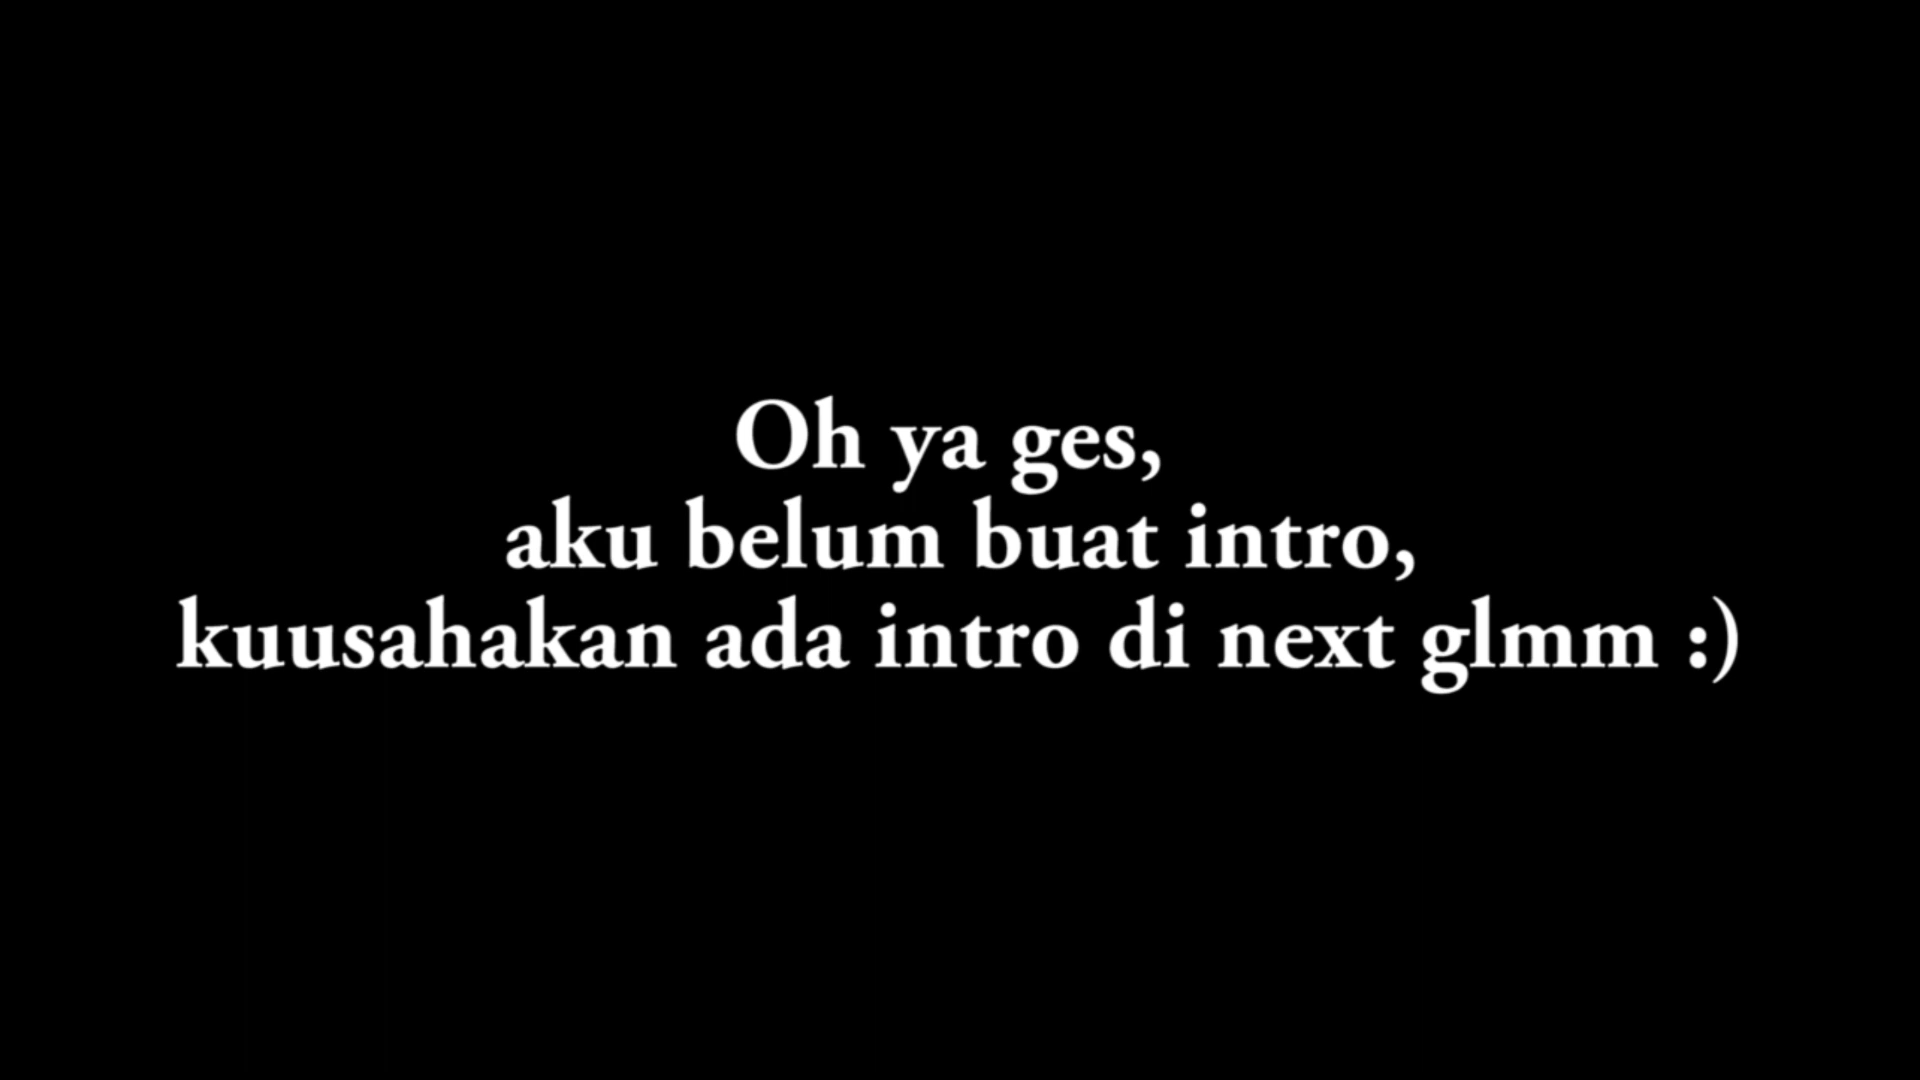 Oh ya ges,
aku belum buat intro,
kuusahakan ada intro di next glmm :)